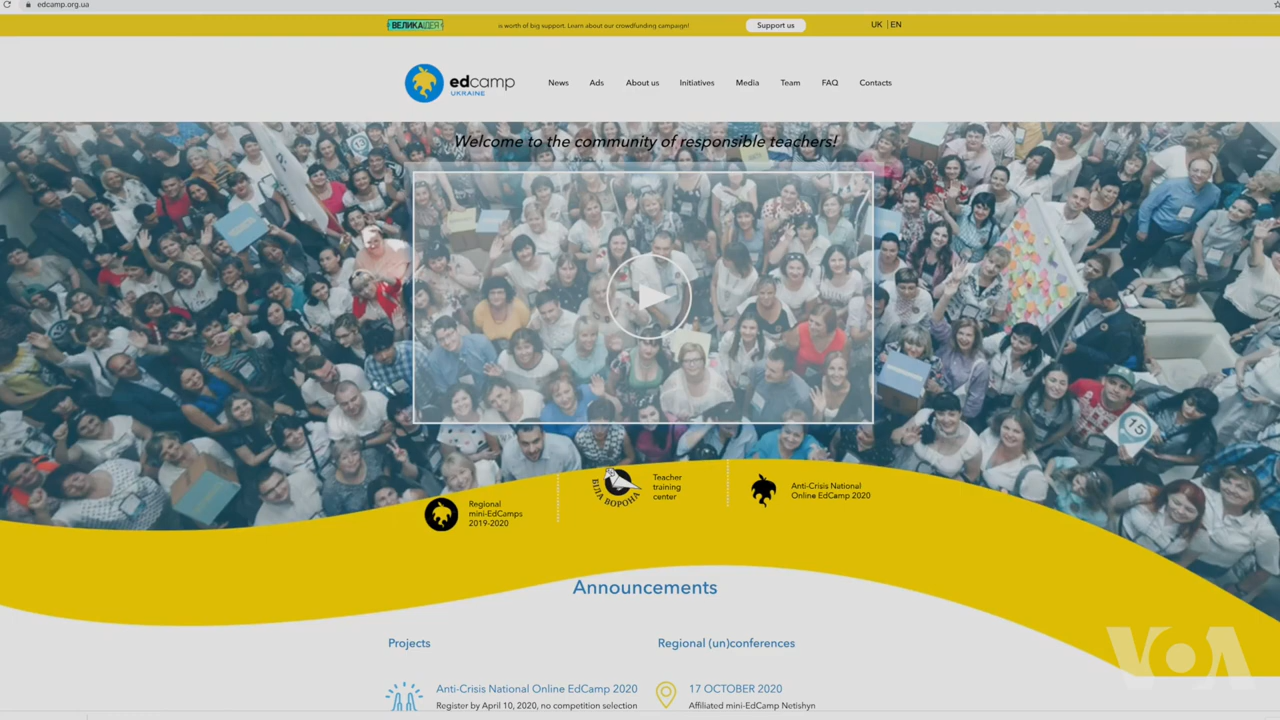 edcamp.org.ua
ВЕЛИКАІДЕЯ
is worth of big support. Learn about our crowdfunding campaign!
Support us
UK | EN
edcamp
UKRAINE
News
Ads
About us
Initiatives
Media
Team
FAQ
Contacts
Welcome to the community of responsible teachers!
15
Regional
mini-EdCamps
2019-2020
БІЛА ВОРОНА
Teacher
training
center
Anti-Crisis National
Online EdCamp 2020
Announcements
Projects
Regional (un)conferences
Anti-Crisis National Online EdCamp 2020
Register by April 10, 2020, no competition selection
17 OCTOBER 2020
Affiliated mini-EdCamp Netishyn
VOA